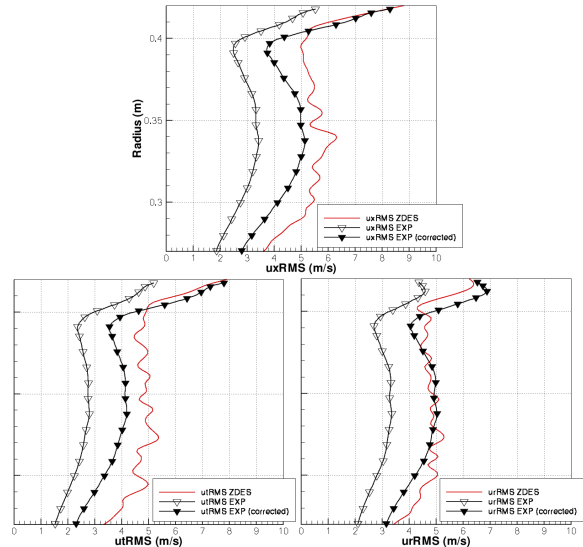 0.4
0.35
0.3
Radius (m)
uxRMS ZDES
uxRMS EXP
uxRMS EXP (corrected)
0 1 2 3 4 5 6 7 8 9 10
uxRMS (m/s)
utRMS ZDES
utRMS EXP
utRMS EXP (corrected)
0 1 2 3 4 5 6 7 8 9 10
utRMS (m/s)
urRMS ZDES
urRMS EXP
urRMS EXP (corrected)
0 1 2 3 4 5 6 7 8 9 10
urRMS (m/s)